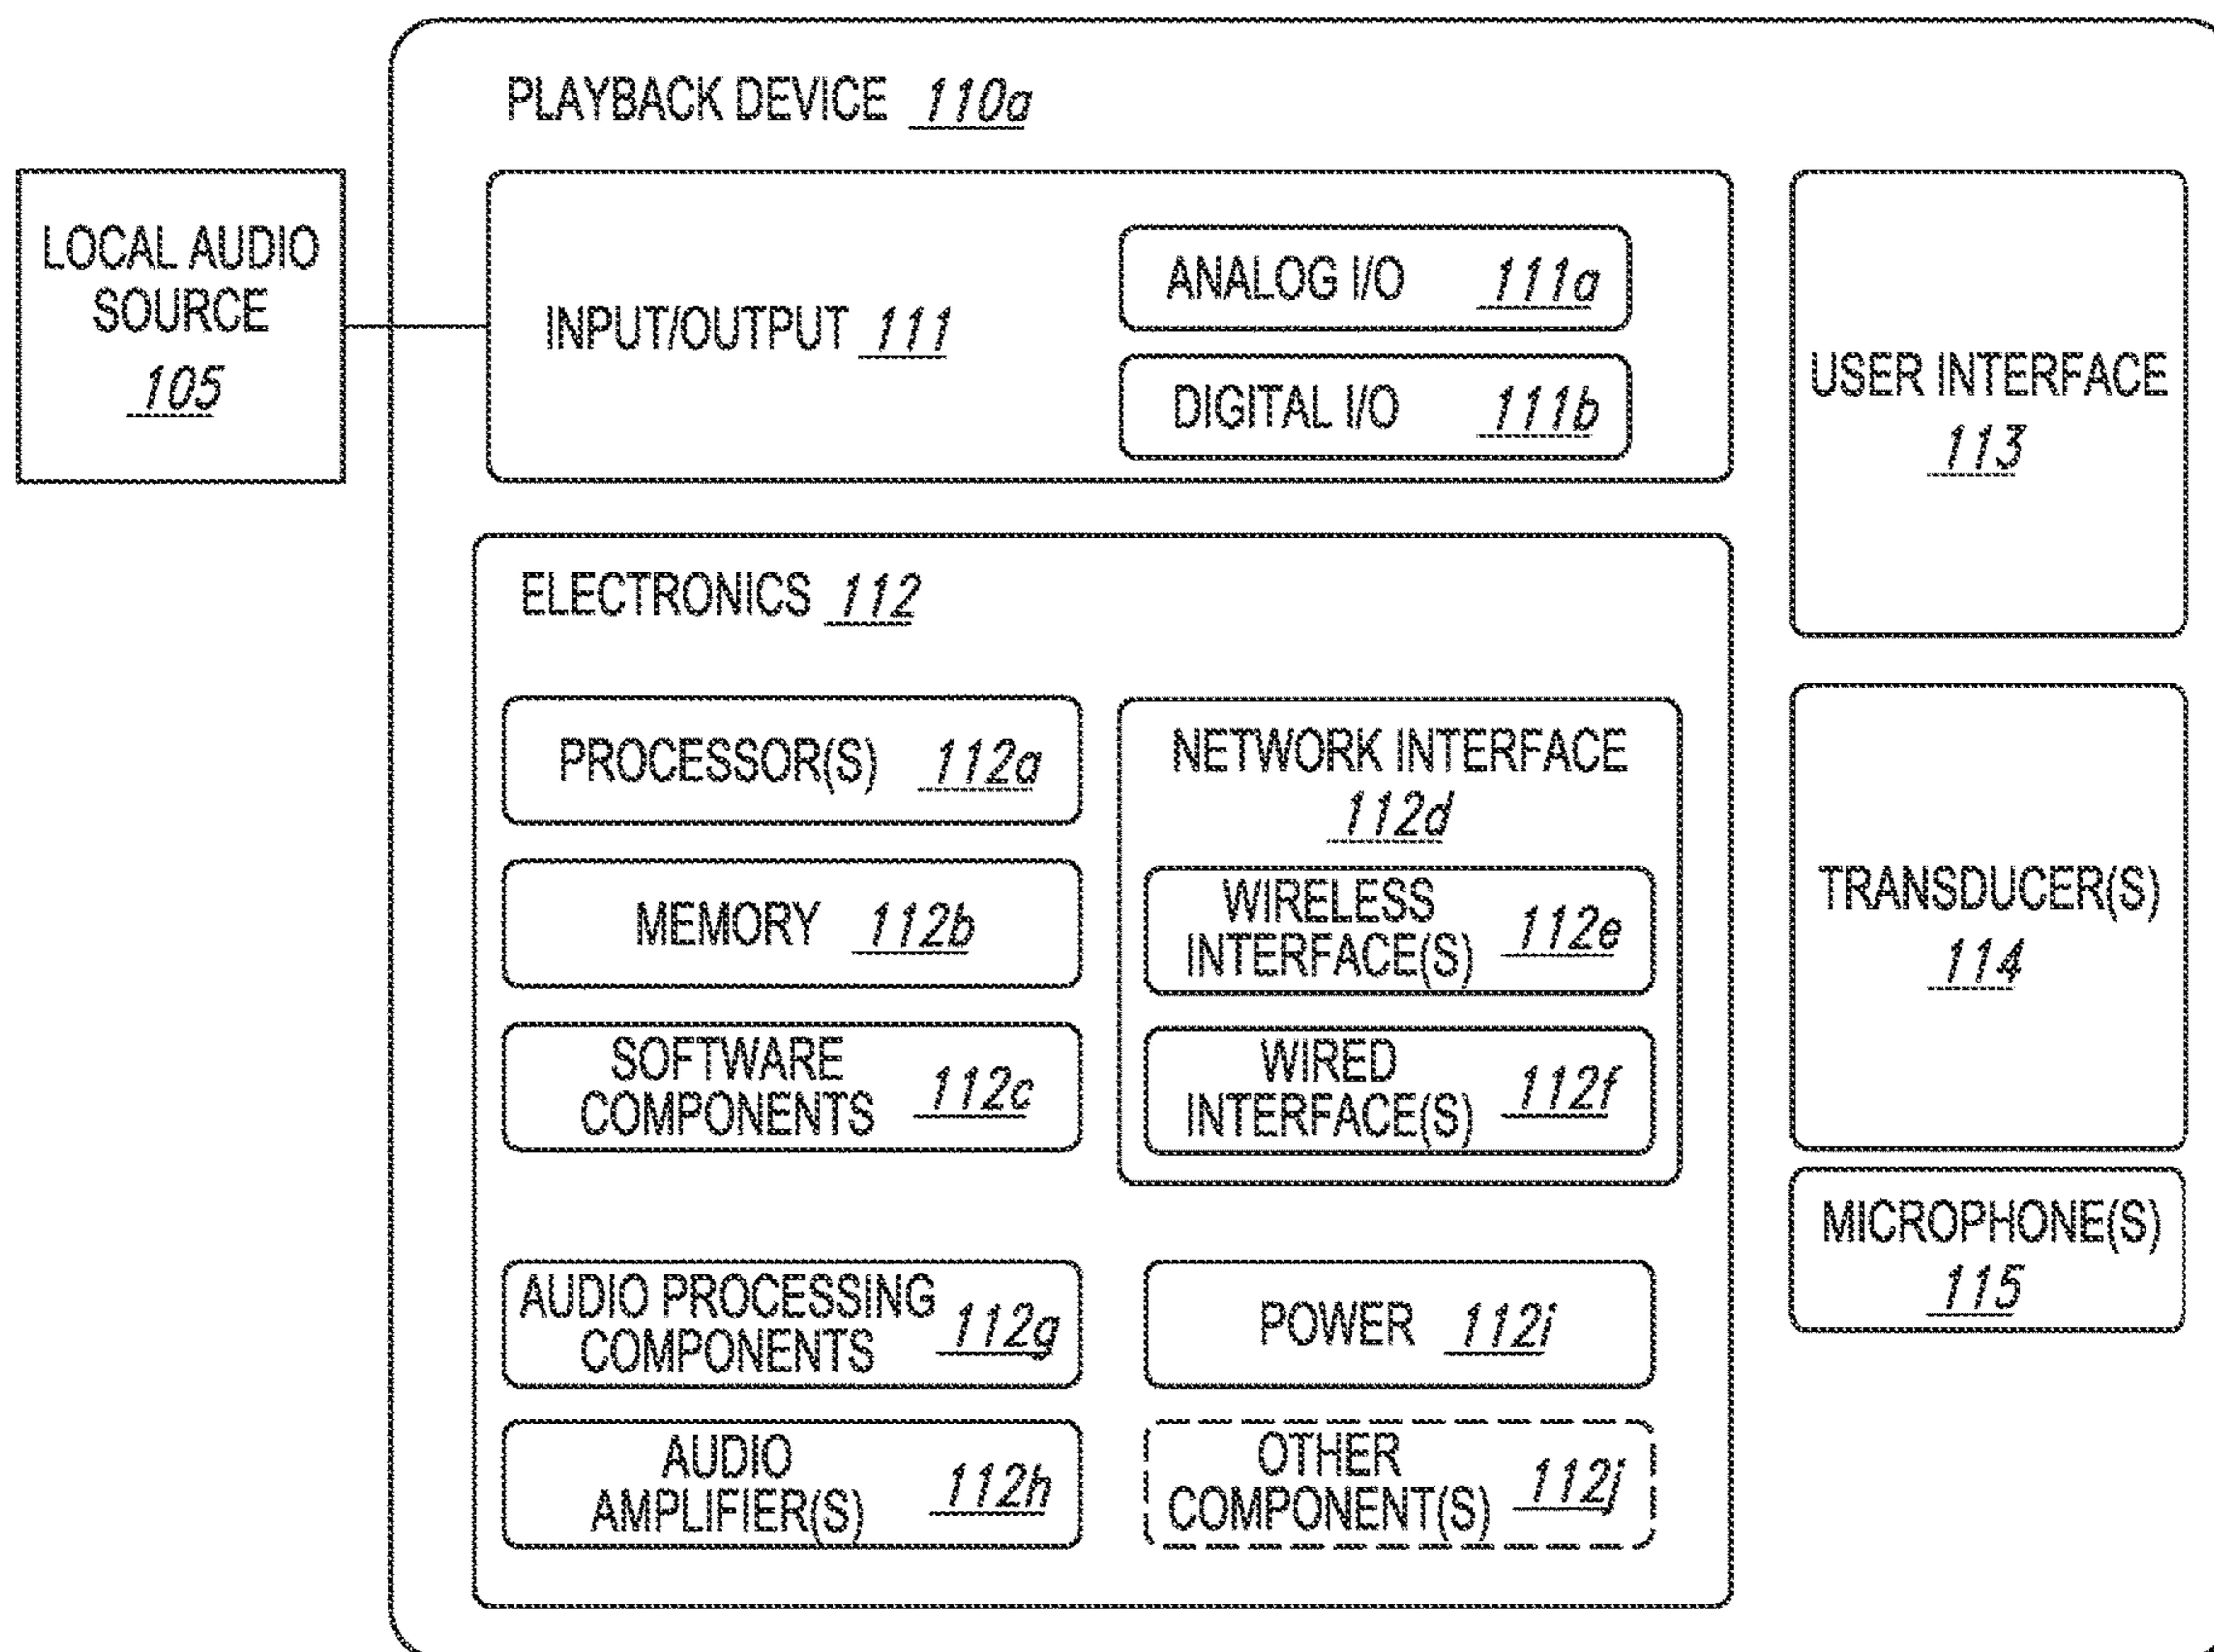 PLAYBACK DEVICE 110a
LOCAL AUDIO
SOURCE
105
INPUT/OUTPUT 111
ANALOG I/O 111a
DIGITAL I/O 111b
USER INTERFACE
113
ELECTRONICS 112
PROCESSOR(S) 112a
MEMORY 112b
SOFTWARE
COMPONENTS 112c
NETWORK INTERFACE
112d
WIRELESS
INTERFACE(S) 112e
WIRED
INTERFACE(S) 112f
AUDIO PROCESSING
COMPONENTS 112g
AUDIO
AMPLIFIER(S) 112h
POWER 112i
OTHER
COMPONENT(S) 112j
TRANSDUCER(S)
114
MICROPHONE(S)
115